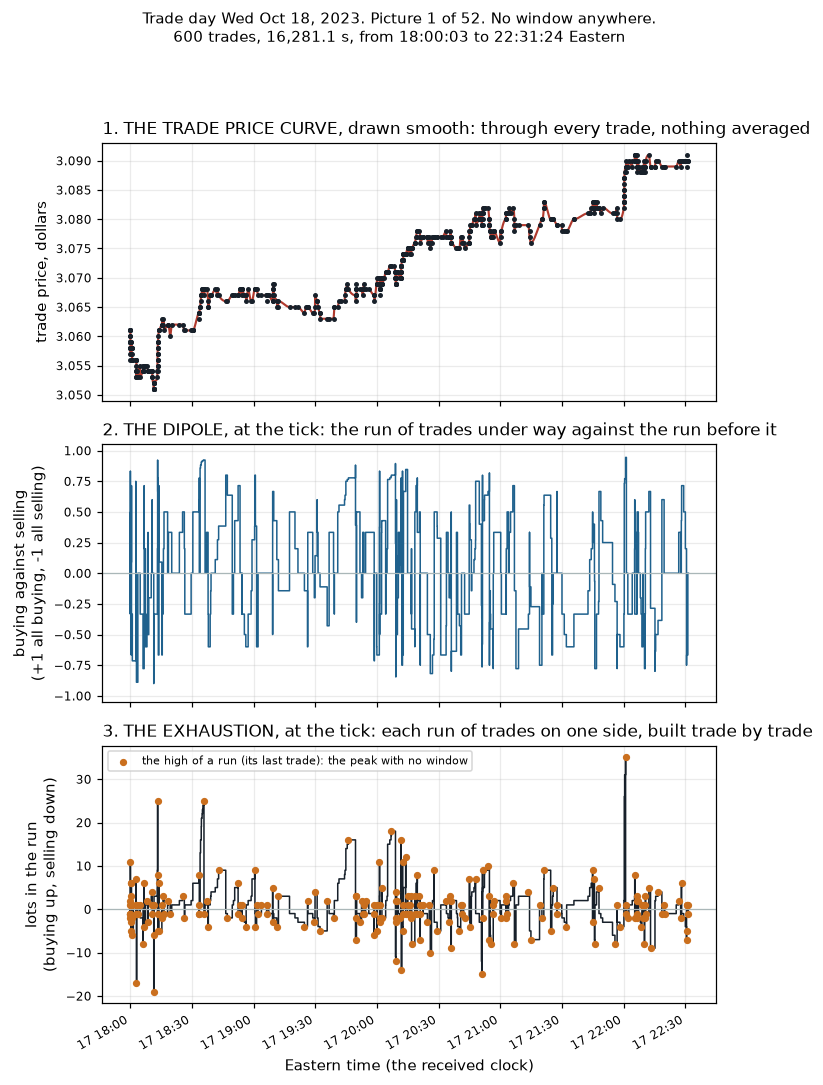 Trade day Wed Oct 18, 2023. Picture 1 of 52. No window anywhere.
600 trades, 16,281.1 s, from 18:00:03 to 22:31:24 Eastern
1. THE TRADE PRICE CURVE, drawn smooth: through every trade, nothing averaged
trade price, dollars
3.090
3.085
3.080
3.075
3.070
3.065
3.060
3.055
3.050
2. THE DIPOLE, at the tick: the run of trades under way against the run before it
buying against selling
(+1 all buying, -1 all selling)
1.00
0.75
0.50
0.25
0.00
−0.25
−0.50
−0.75
−1.00
3. THE EXHAUSTION, at the tick: each run of trades on one side, built trade by trade
the high of a run (its last trade): the peak with no window
lots in the run
(buying up, selling down)
30
20
10
0
−10
−20
17 18:00
17 18:30
17 19:00
17 19:30
17 20:00
17 20:30
17 21:00
17 21:30
17 22:00
17 22:30
Eastern time (the received clock)